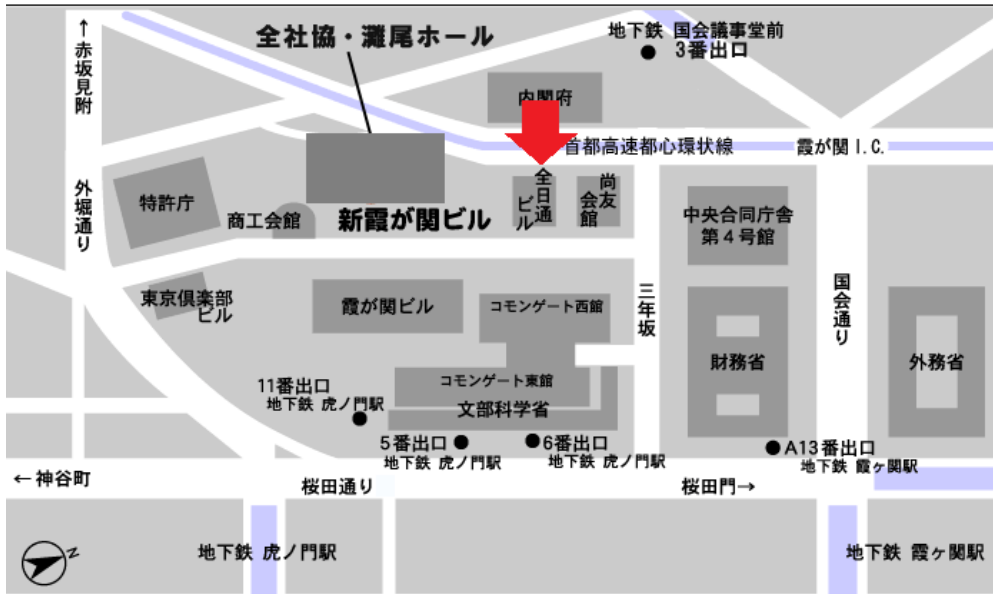 全社協・灘尾ホール
地下鉄 国会議事堂前
3番出口
←赤坂見附
内閣府
首都高速都心環状線
霞が関 I.C.
特許庁
外堀通り
商工会館
新霞が関ビル
全日通
ビル
尚友
会館
中央合同庁舎
第4号館
東京倶楽部
ビル
霞が関ビル
コモンゲート西館
三年坂
国会通り
財務省
外務省
コモンゲート東館
文部科学省
11番出口
地下鉄 虎ノ門駅
5番出口
地下鉄 虎ノ門駅
6番出口
地下鉄 虎ノ門駅
A13番出口
地下鉄 霞ヶ関駅
←神谷町
桜田通り
桜田門→
地下鉄 虎ノ門駅
地下鉄 霞ヶ関駅
N